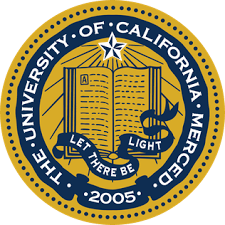 · THE · UNIVERSITY · OF · CALIFORNIA · MERCED ·
A
LET THERE BE LIGHT
· 2005 ·